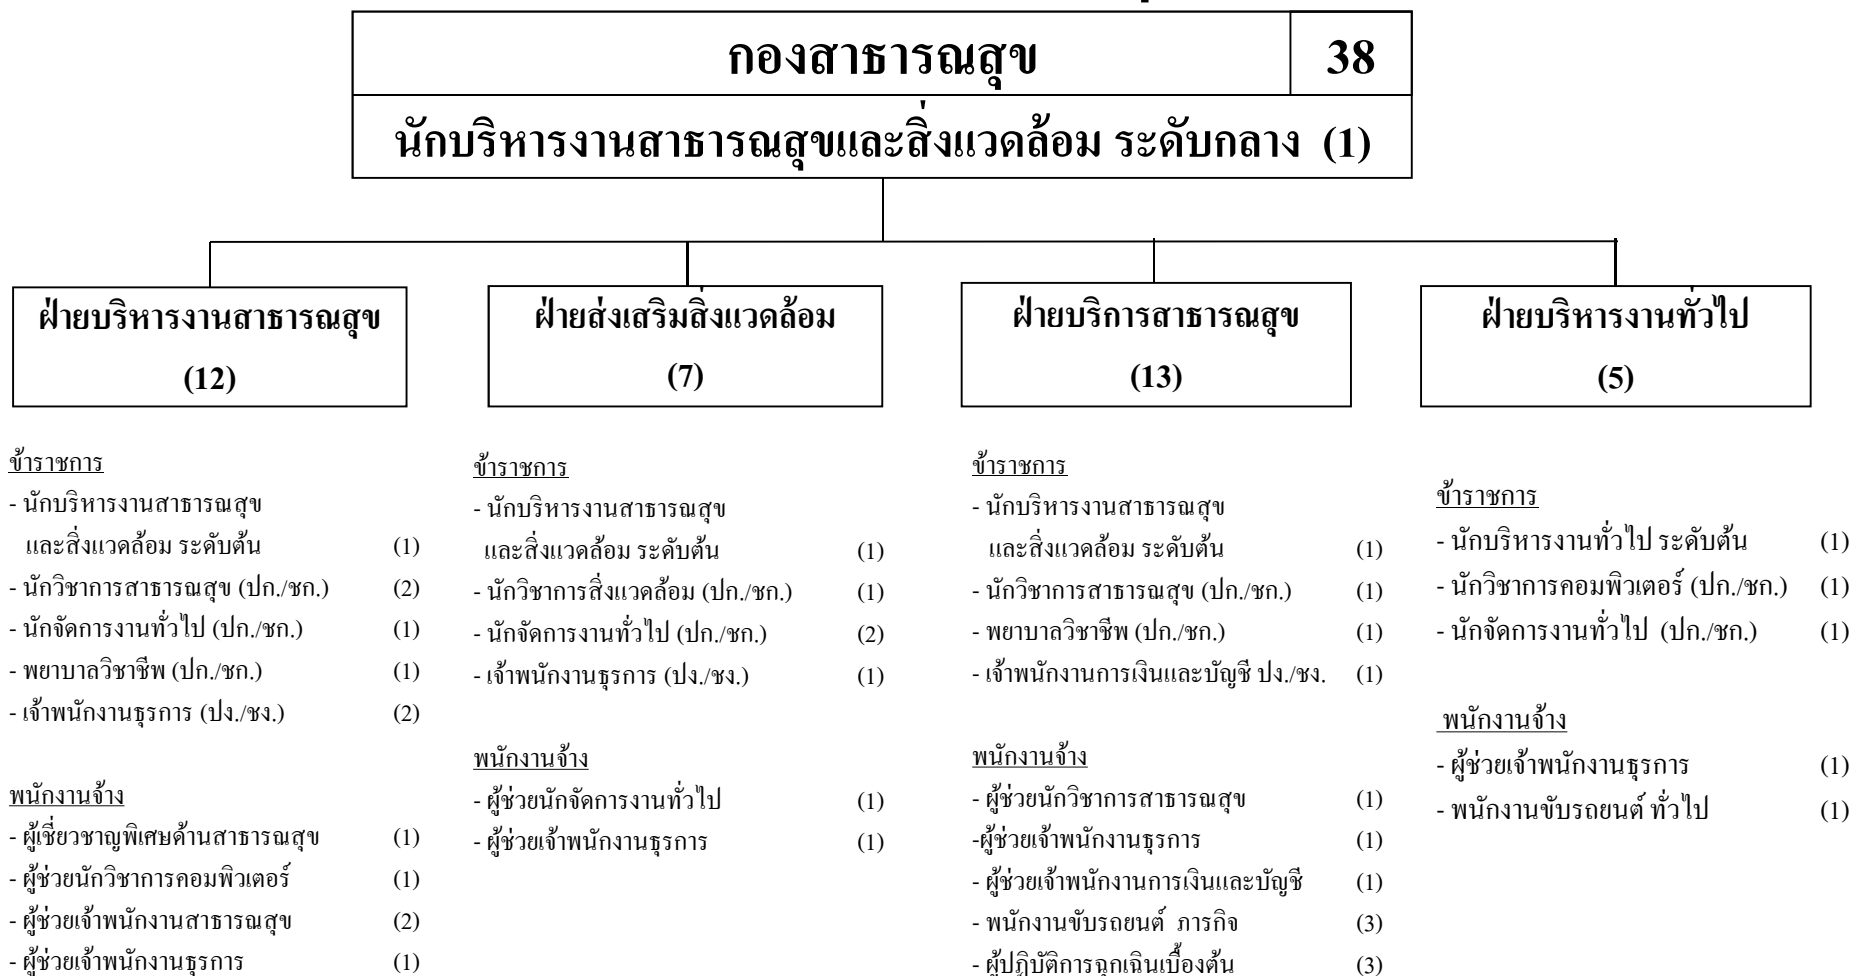 กองสาธารณสุข 38
นักบริหารงานสาธารณสุขและสิ่งแวดล้อม ระดับกลาง (1)
ฝ่ายบริหารงานสาธารณสุข
(12)
ฝ่ายส่งเสริมสิ่งแวดล้อม
(7)
ฝ่ายบริการสาธารณสุข
(13)
ฝ่ายบริหารงานทั่วไป
(5)
ข้าราชการ
- นักบริหารงานสาธารณสุข
และสิ่งแวดล้อม ระดับต้น (1)
- นักวิชาการสาธารณสุข (ปก./ชก.) (2)
- นักจัดการงานทั่วไป (ปก./ชก.) (1)
- พยาบาลวิชาชีพ (ปก./ชก.) (1)
- เจ้าพนักงานธุรการ (ปง./ชง.) (2)
พนักงานจ้าง
- ผู้เชี่ยวชาญพิเศษด้านสาธารณสุข (1)
- ผู้ช่วยนักวิชาการคอมพิวเตอร์ (1)
- ผู้ช่วยเจ้าพนักงานสาธารณสุข (2)
- ผู้ช่วยเจ้าพนักงานธุรการ (1)
ข้าราชการ
- นักบริหารงานสาธารณสุข
และสิ่งแวดล้อม ระดับต้น (1)
- นักวิชาการสิ่งแวดล้อม (ปก./ชก.) (1)
- นักจัดการงานทั่วไป (ปก./ชก.) (2)
- เจ้าพนักงานธุรการ (ปง./ชง.) (1)
พนักงานจ้าง
- ผู้ช่วยนักจัดการงานทั่วไป (1)
- ผู้ช่วยเจ้าพนักงานธุรการ (1)
ข้าราชการ
- นักบริหารงานสาธารณสุข
และสิ่งแวดล้อม ระดับต้น (1)
- นักวิชาการสาธารณสุข (ปก./ชก.) (1)
- พยาบาลวิชาชีพ (ปก./ชก.) (1)
- เจ้าพนักงานการเงินและบัญชี ปง./ชง. (1)
พนักงานจ้าง
- ผู้ช่วยนักวิชาการสาธารณสุข (1)
-ผู้ช่วยเจ้าพนักงานธุรการ (1)
- ผู้ช่วยเจ้าพนักงานการเงินและบัญชี (1)
- พนักงานขับรถยนต์ ภารกิจ (3)
- ผู้ปฏิบัติการฉุกเฉินเบื้องต้น (3)
ข้าราชการ
- นักบริหารงานทั่วไป ระดับต้น (1)
- นักวิชาการคอมพิวเตอร์ (ปก./ชก.) (1)
- นักจัดการงานทั่วไป (ปก./ชก.) (1)
พนักงานจ้าง
- ผู้ช่วยเจ้าพนักงานธุรการ (1)
- พนักงานขับรถยนต์ ทั่วไป (1)